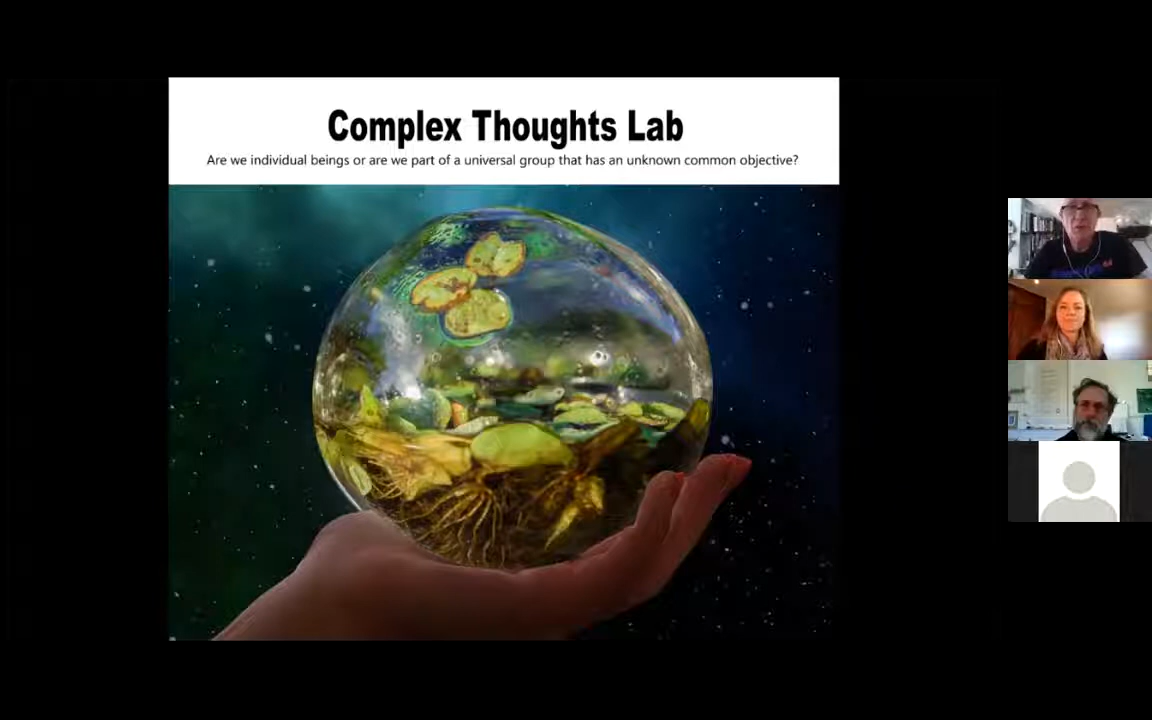 Complex Thoughts Lab
Are we individual beings or are we part of a universal group that has an unknown common objective?